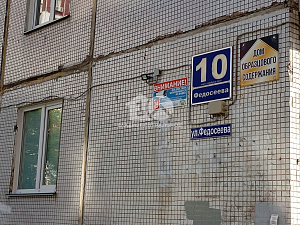 ВНИМАНИЕ!
10
Федосеева
ДОМ
ОБРАЗЦОВОГО
СОДЕРЖАНИЯ
ул.Федосеева